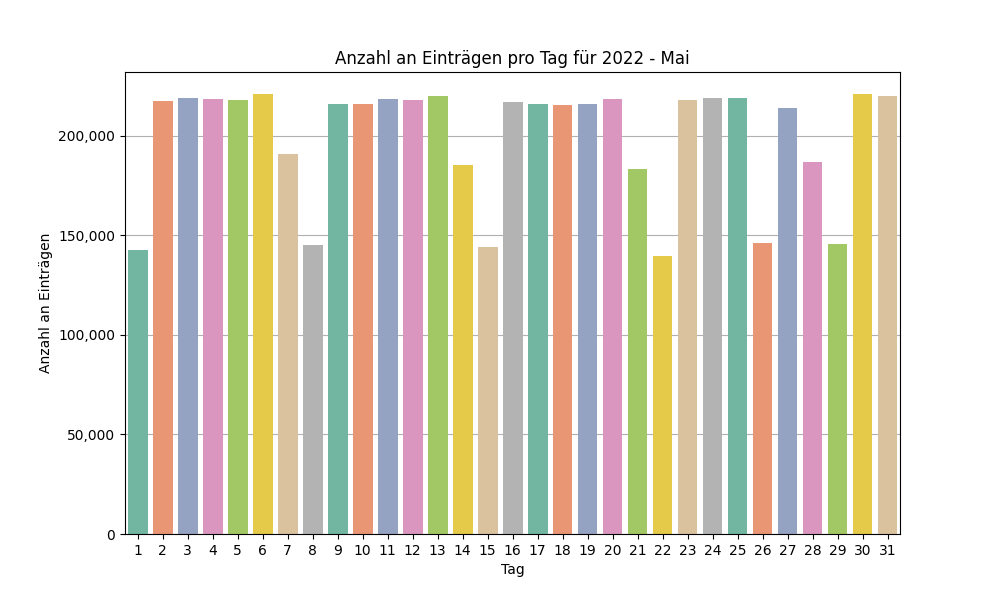 Anzahl an Einträgen pro Tag für 2022 - Mai
Anzahl an Einträgen
200,000
150,000
100,000
50,000
0
1 2 3 4 5 6 7 8 9 10 11 12 13 14 15 16 17 18 19 20 21 22 23 24 25 26 27 28 29 30 31
Tag